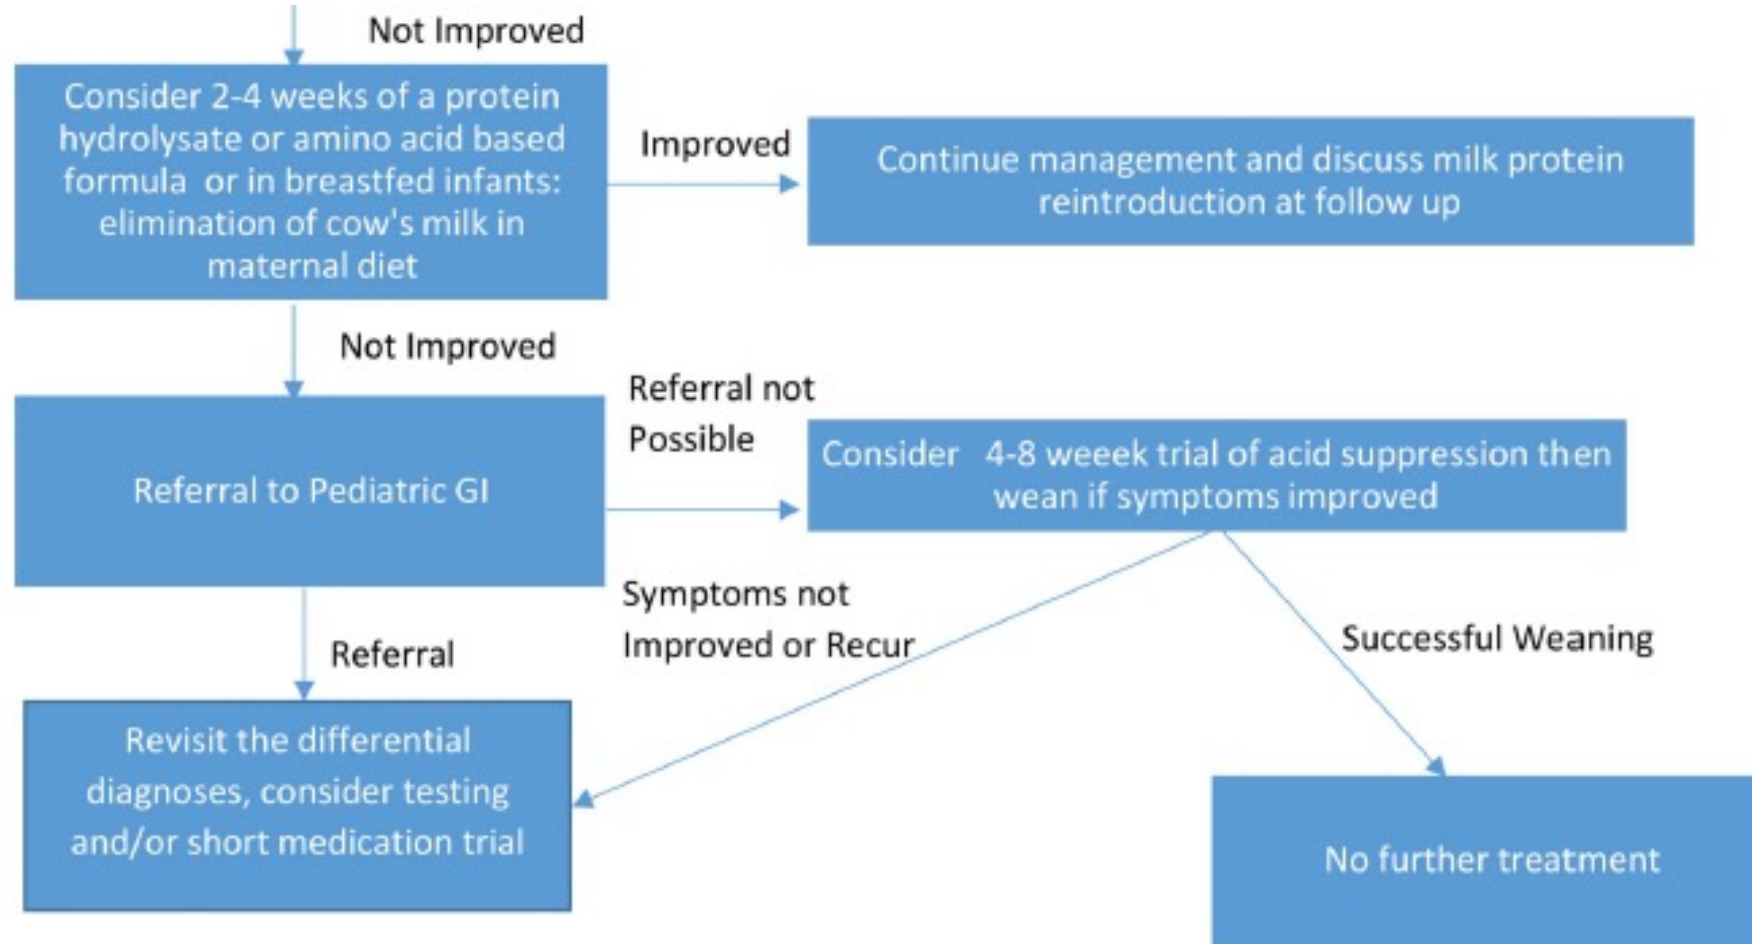 Not Improved
Consider 2-4 weeks of a protein
hydrolysate or amino acid based
formula or in breastfed infants:
elimination of cow's milk in
maternal diet
Improved
Continue management and discuss milk protein
reintroduction at follow up
Not Improved
Referral to Pediatric GI
Referral not
Possible
Consider 4-8 weeek trial of acid suppression then
wean if symptoms improved
Symptoms not
Improved or Recur
Successful Weaning
Referral
Revisit the differential
diagnoses, consider testing
and/or short medication trial
No further treatment